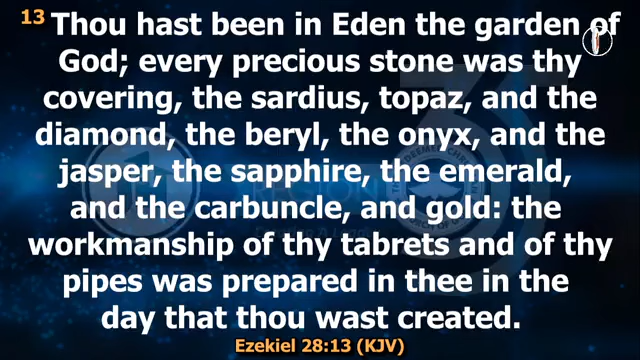 13 Thou hast been in Eden the garden of
God; every precious stone was thy
covering, the sardius, topaz, and the
diamond, the beryl, the onyx, and the
jasper, the sapphire, the emerald,
and the carbuncle, and gold: the
workmanship of thy tabrets and of thy
pipes was prepared in thee in the
day that thou wast created.
Ezekiel 28:13 (KJV)